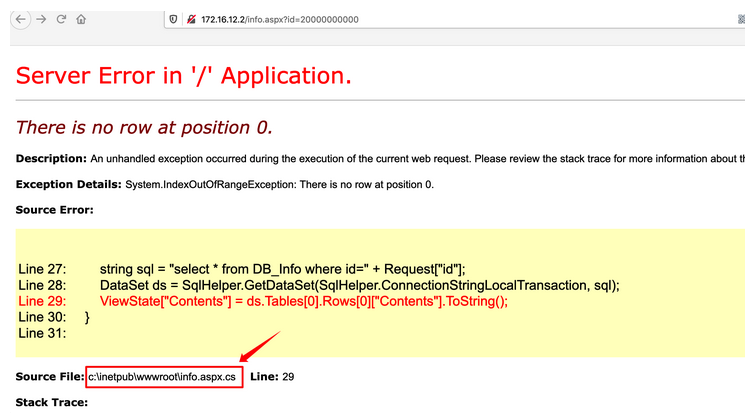 172.16.12.2/info.aspx?id=20000000000
Server Error in '/' Application.
There is no row at position 0.
Description: An unhandled exception occurred during the execution of the current web request. Please review the stack trace for more information about
Exception Details: System.IndexOutOfRangeException: There is no row at position 0.
Source Error:
Line 27: string sql = "select * from DB_Info where id=" + Request["id"];
Line 28: DataSet ds = SqlHelper.GetDataSet(SqlHelper.ConnectionStringLocalTransaction, sql);
Line 29: ViewState["Contents"] = ds.Tables[0].Rows[0]["Contents"].ToString();
Line 30: }
Line 31:
Source File: c:\inetpub\wwwroot\info.aspx.cs Line: 29
Stack Trace: